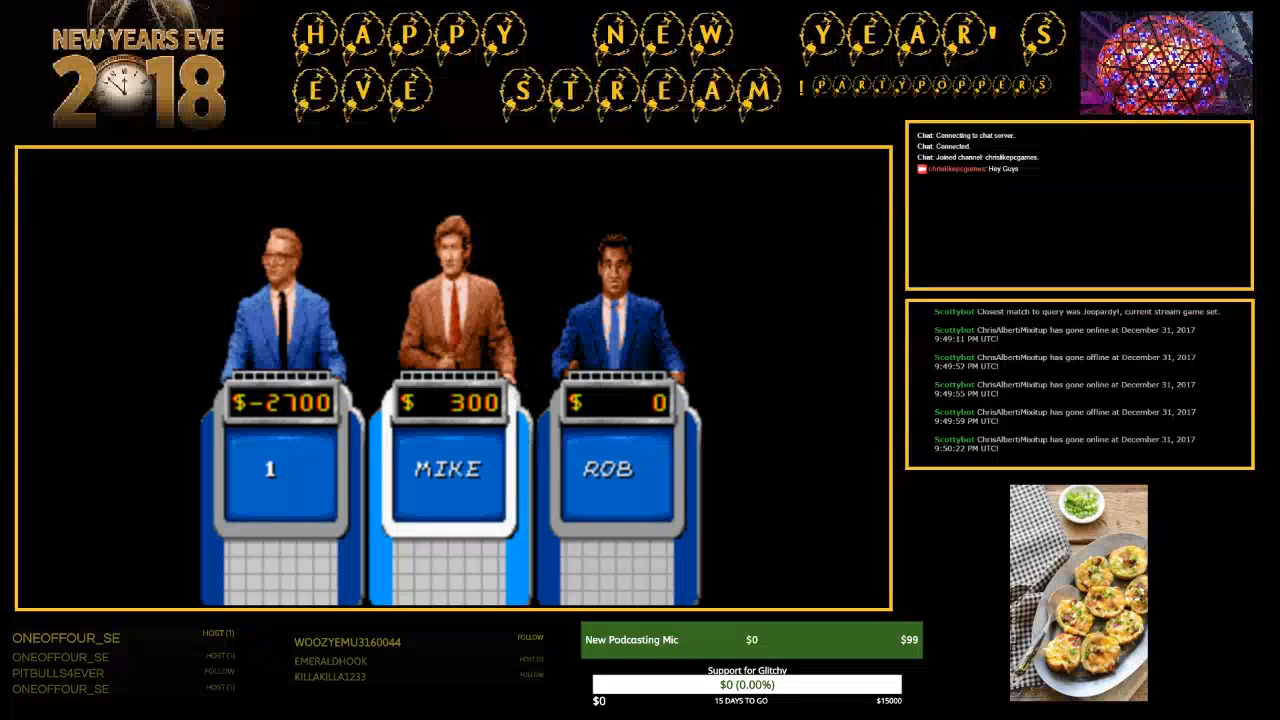 NEW YEARS EVE
2018
HAPPY NEW YEAR'S
EVE STREAM ! PARTYPOPPERS
Chat: Connecting to chat server..
Chat: Connected.
Chat: Joined channel: chrislikepcgames.
chrislikepcgames: Hey Guys
$-2700
$ 300
$ 0
1
MIKE
ROB
Scottybot Closest match to query was Jeopardy!, current stream game set.
Scottybot ChrisAlbertiMixitup has gone online at December 31, 2017
9:49:11 PM UTC!
Scottybot ChrisAlbertiMixitup has gone offline at December 31, 2017
9:49:52 PM UTC!
Scottybot ChrisAlbertiMixitup has gone online at December 31, 2017
9:49:55 PM UTC!
Scottybot ChrisAlbertiMixitup has gone offline at December 31, 2017
9:49:59 PM UTC!
Scottybot ChrisAlbertiMixitup has gone online at December 31, 2017
9:50:22 PM UTC!
ONEOFFOUR_SE HOST (1)
ONEOFFOUR_SE HOST (1)
PITBULLS4EVER FOLLOW
ONEOFFOUR_SE HOST (1)
WOOZYEMU3160044 FOLLOW
EMERALDHOOK HOST (0)
KILLAKILLA1233 FOLLOW
New Podcasting Mic $0 $99
Support for Glitchy
$0 (0.00%)
$0 15 DAYS TO GO $15000